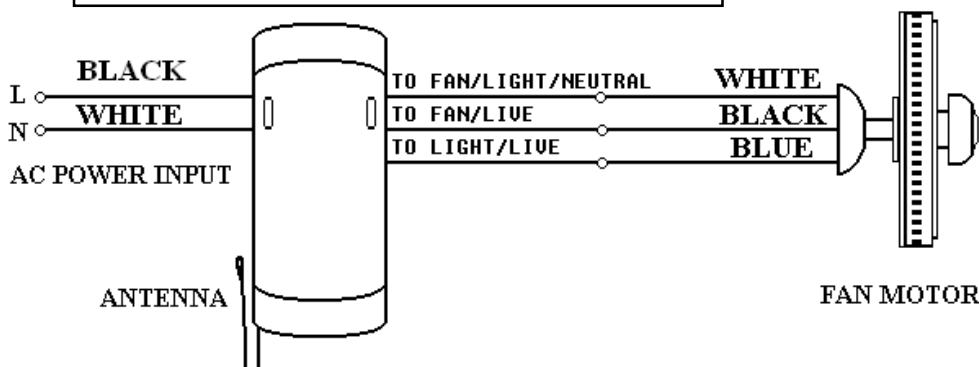 L BLACK
N WHITE
AC POWER INPUT
ANTENNA
TO FAN/LIGHT/NEUTRAL WHITE
TO FAN/LIVE BLACK
TO LIGHT/LIVE BLUE
FAN MOTOR